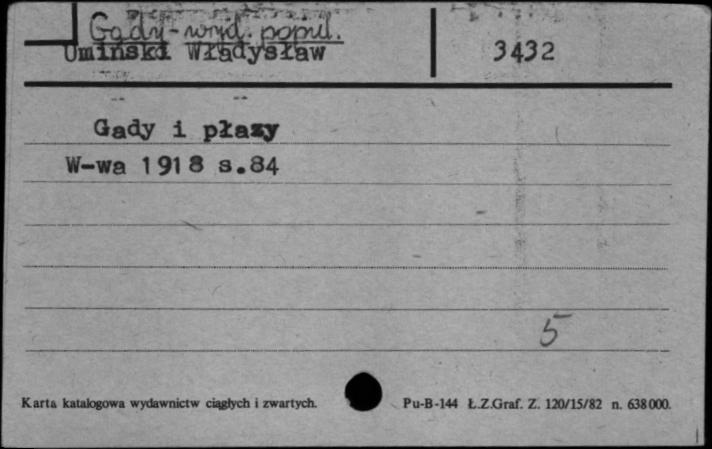 Gady - wyd. popul.
Umiński Władysław
3432
Gady i płazy
W-wa 1918 s.84
5
Karta katalogowa wydawnictw ciągłych i zwartych.
Pu-B-144 Ł.Z.Graf. Z. 120/15/82 n. 638000.